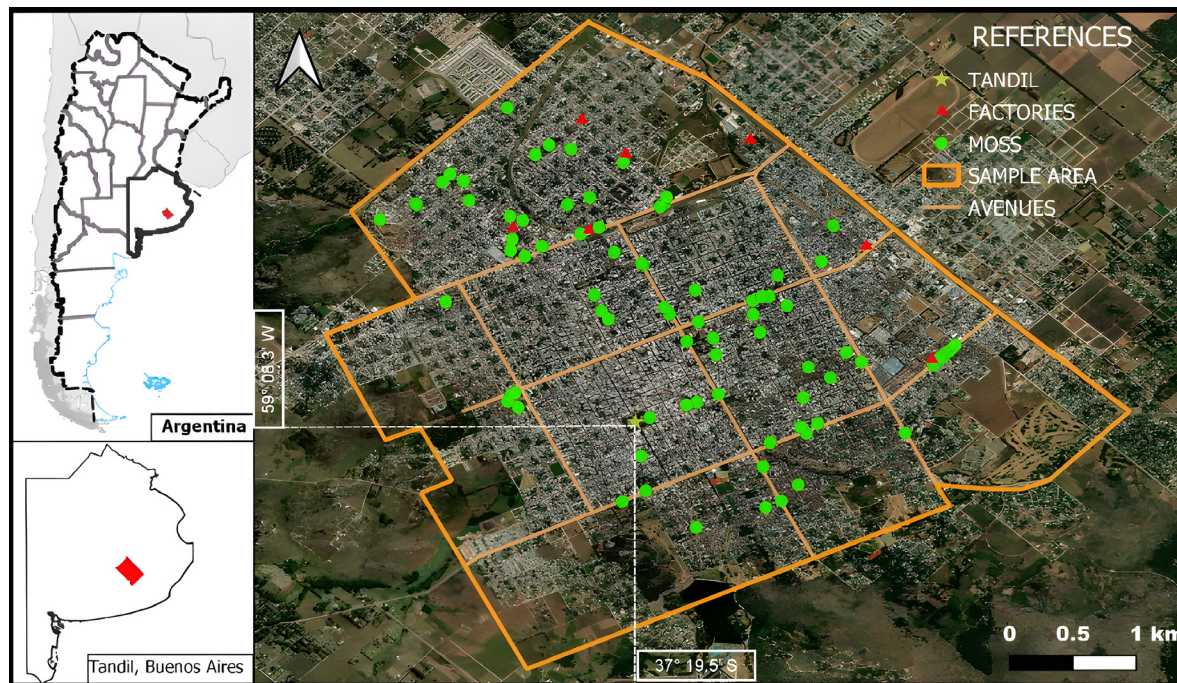 REFERENCES
TANDIL
FACTORIES
MOSS
SAMPLE AREA
AVENUES
59° 08.3' W
Argentina
Tandil, Buenos Aires
37° 19.5' S
0 0.5 1 km